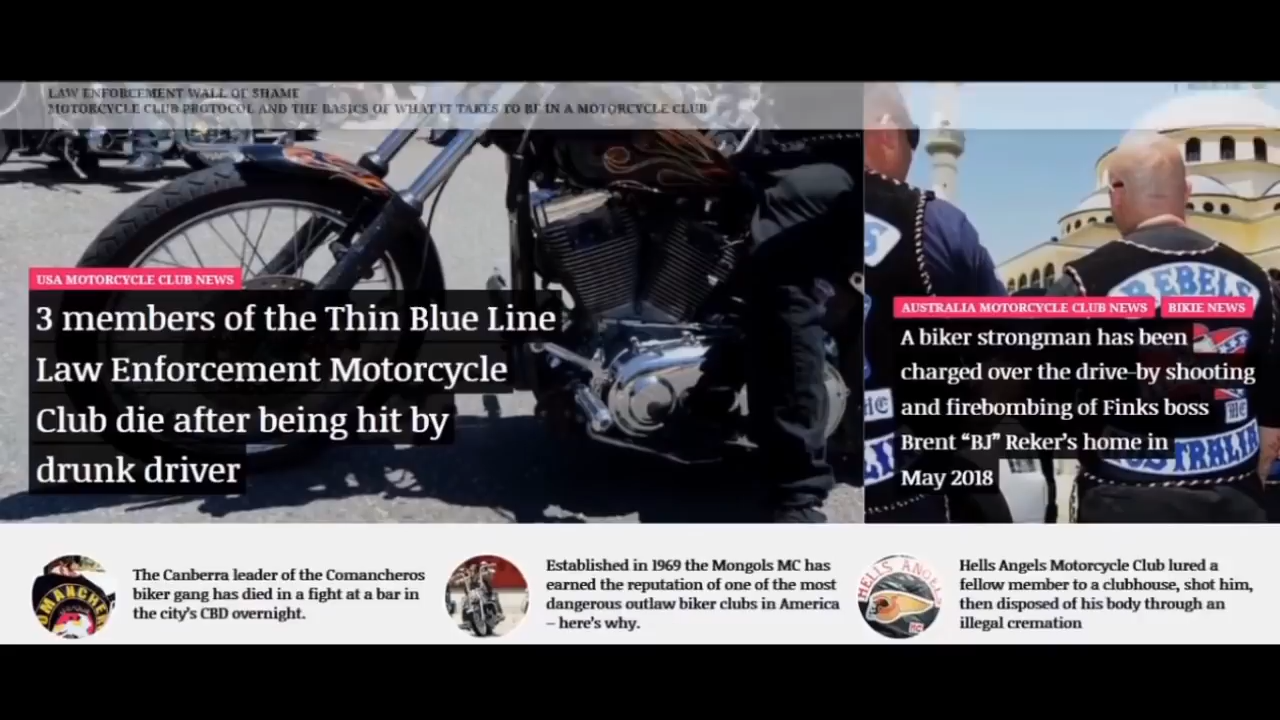 LAW ENFORCEMENT WALL OF SHAME
MOTORCYCLE CLUB PROTOCOL AND THE BASICS OF WHAT IT TAKES TO BE IN A MOTORCYCLE CLUB
USA MOTORCYCLE CLUB NEWS
3 members of the Thin Blue Line
Law Enforcement Motorcycle
Club die after being hit by
drunk driver
REBELS
AUSTRALIA MOTORCYCLE CLUB NEWS BIKIE NEWS
A biker strongman has been
charged over the drive-by shooting
and firebombing of Finks boss
Brent “BJ” Reker’s home in
May 2018
MC
The Canberra leader of the Comancheros
biker gang has died in a fight at a bar in
the city’s CBD overnight.
Established in 1969 the Mongols MC has
earned the reputation of one of the most
dangerous outlaw biker clubs in America
– here’s why.
HELLS ANGELS
MC
Hells Angels Motorcycle Club lured a
fellow member to a clubhouse, shot him,
then disposed of his body through an
illegal cremation